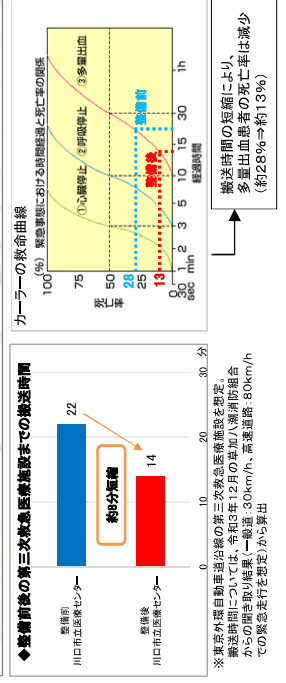 ◆整備前後の第三次救急医療施設までの搬送時間
整備前
川口市立医療センター
22
約8分短縮
整備後
川口市立医療センター
14
0
10
20
30
分
※東京外環自動車道沿線の第三次救急医療施設を想定。
搬送時間については、令和3年12月の草加八潮消防組合
からの聞き取り結果(一般道:30km/h、高速道路:80km/h
での緊急走行を想定)から算出
カーラーの救命曲線
(%) 緊急事態における時間経過と死亡率の関係
①心臓停止 ②呼吸停止 ③多量出血
100
75
50
28
25
13
0
死亡率
整備前
整備後
30
sec
1
min
2
3
5
10
15
30
1h
経過時間
搬送時間の短縮により、
多量出血患者の死亡率は減少
(約28%⇒約13%)